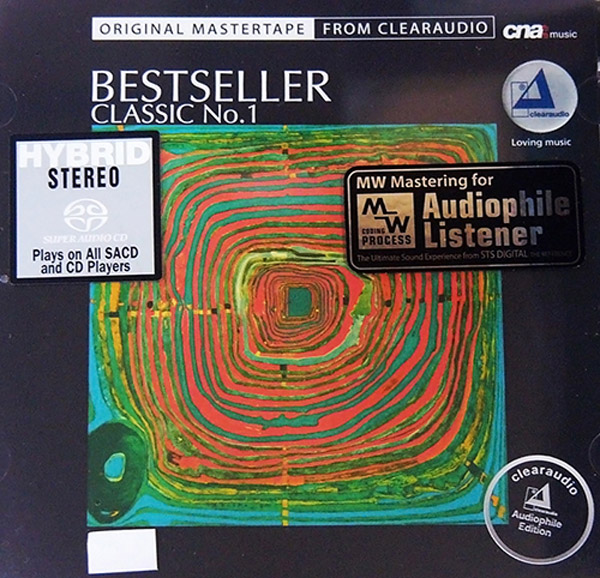 ORIGINAL MASTERTAPE FROM CLEARAUDIO
cna music
BESTSELLER
CLASSIC No.1
clearaudio
Loving music
HYBRID
STEREO
SUPER AUDIO CD
Plays on All SACD
and CD Players
MW Mastering for
MW
CODING
PROCESS
Audiophile
Listener
The Ultimate Sound Experience from STS DIGITAL
clearaudio
clearaudio
Audiophile
Edition